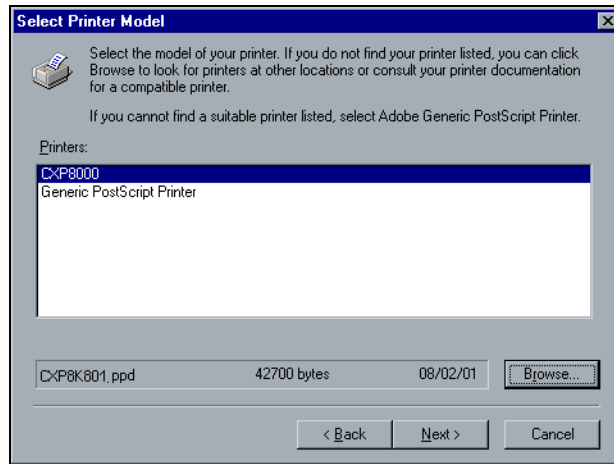 Select Printer Model
Select the model of your printer. If you do not find your printer listed, you can click
Browse to look for printers at other locations or consult your printer documentation
for a compatible printer.
If you cannot find a suitable printer listed, select Adobe Generic PostScript Printer.
Printers:
CXP8000
Generic PostScript Printer
CXP8K801.ppd 42700 bytes 08/02/01 Browse...
< Back Next > Cancel